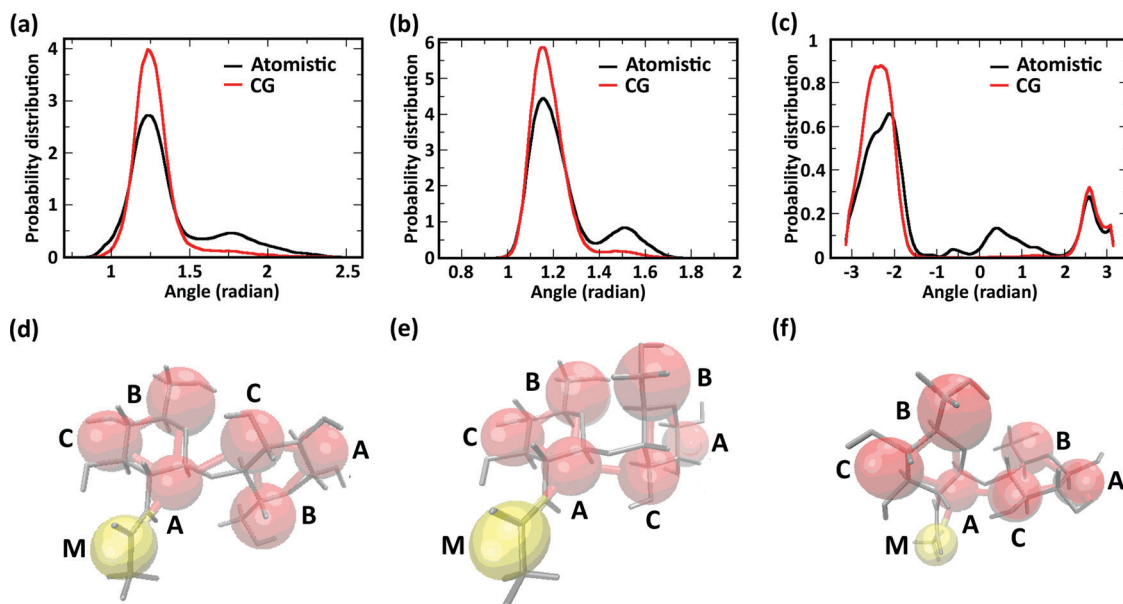 (a)
Probability distribution
4
3
2
1
0
Atomistic
CG
1
1.5
2
2.5
Angle (radian)
(b)
Probability distribution
6
5
4
3
2
1
0
Atomistic
CG
0.8
1
1.2
1.4
1.6
1.8
2
Angle (radian)
(c)
Probability distribution
1
0.8
0.6
0.4
0.2
0
Atomistic
CG
-3
-2
-1
0
1
2
3
Angle (radian)
(d)
B
C
C
A
A
B
M
(e)
B
B
C
A
A
C
M
(f)
B
B
C
A
A
C
M